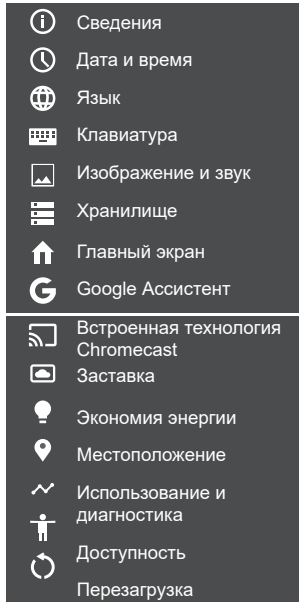 Сведения
Дата и время
Язык
Клавиатура
Изображение и звук
Хранилище
Главный экран
Google Ассистент
Встроенная технология
Chromecast
Заставка
Экономия энергии
Местоположение
Использование и
диагностика
Доступность
Перезагрузка